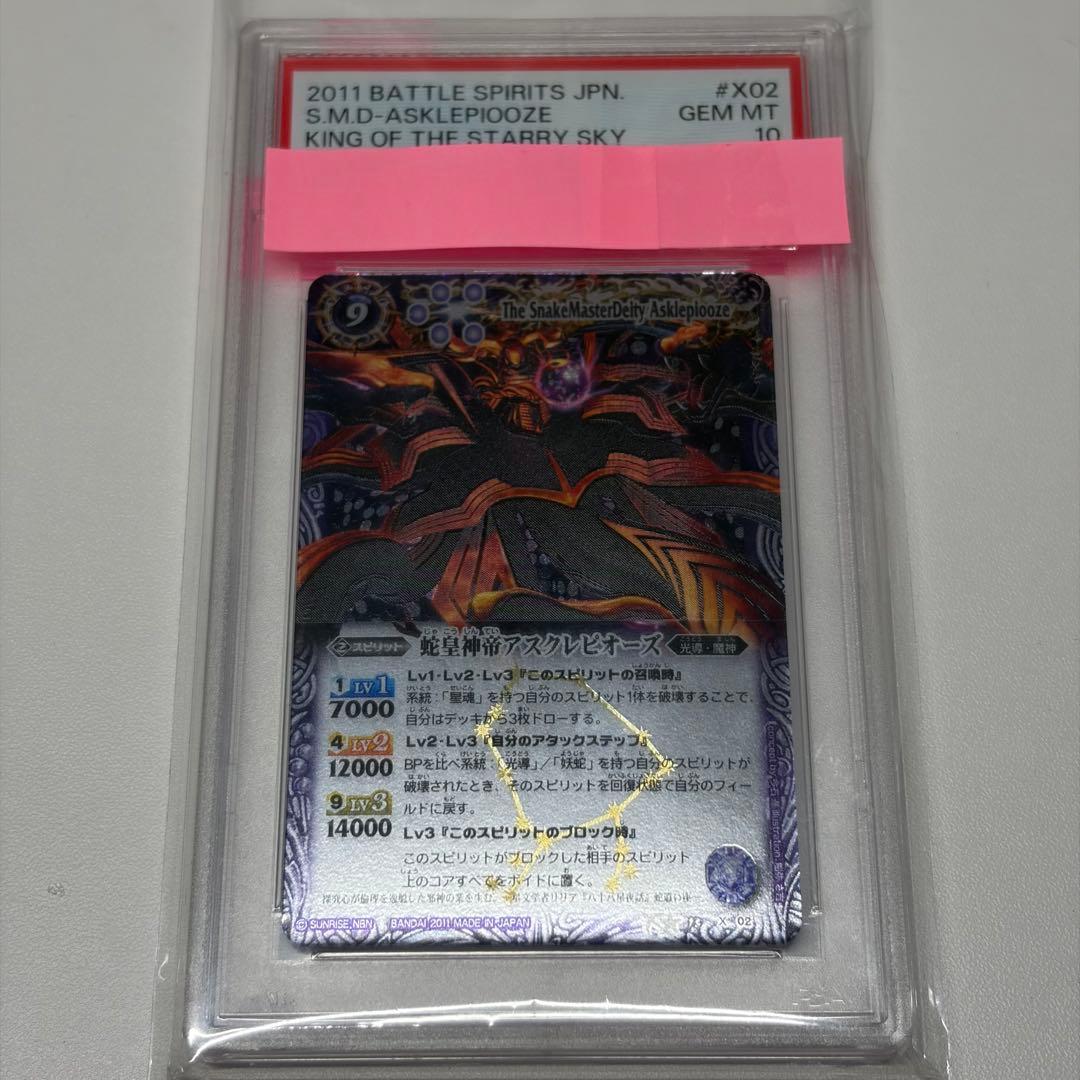 2011 BATTLE SPIRITS JPN. #X02
S.M.D-ASKLEPIOOZE GEM MT
KING OF THE STARRY SKY 10
9
The SnakeMasterDeity Asklepiooze
じゃ こう しん てい
スピリット 蛇皇神帝アスクレピオーズ 光導・魔神
1 LV1 7000
Lv1・Lv2・Lv3『このスピリットの召喚時』
系統:「星魂」を持つ自分のスピリット1体を破壊することで、
自分はデッキから3枚ドローする。
4 LV2 12000
Lv2・Lv3『自分のアタックステップ』
BPを比べ系統:「光導」/「妖蛇」を持つ自分のスピリットが
破壊されたとき、そのスピリットを回復状態で自分のフィー
ルドに戻す。
9 LV3 14000
Lv3『このスピリットのブロック時』
このスピリットがブロックした相手のスピリット
上のコアすべてをボイドに置く。
© SUNRISE,NBN BANDAI 2011 MADE IN JAPAN
X 02